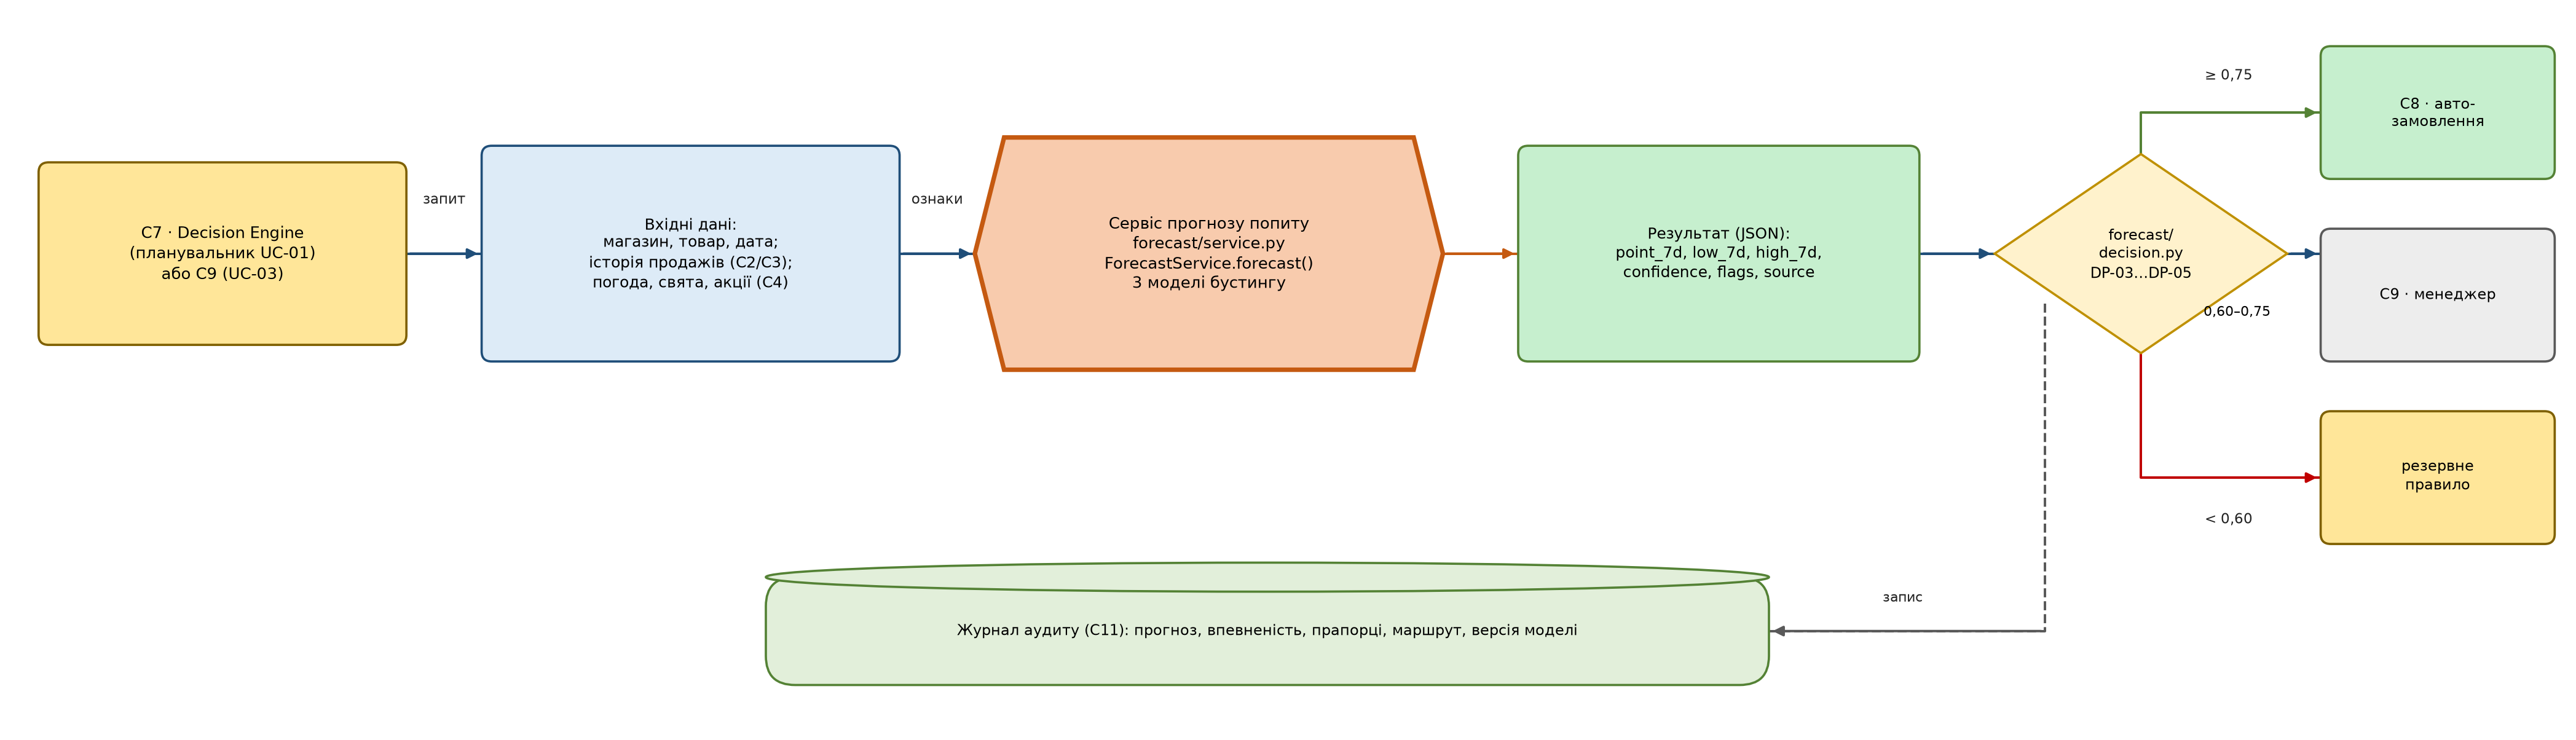 C7 · Decision Engine
(планувальник UC-01)
або C9 (UC-03)
запит
Вхідні дані:
магазин, товар, дата;
історія продажів (C2/C3);
погода, свята, акції (C4)
ознаки
Сервіс прогнозу попиту
forecast/service.py
ForecastService.forecast()
3 моделі бустингу
Результат (JSON):
point_7d, low_7d, high_7d,
confidence, flags, source
forecast/
decision.py
DP-03…DP-05
≥ 0,75
C8 · авто-
замовлення
0,60–0,75
C9 · менеджер
< 0,60
резервне
правило
запис
Журнал аудиту (C11): прогноз, впевненість, прапорці, маршрут, версія моделі